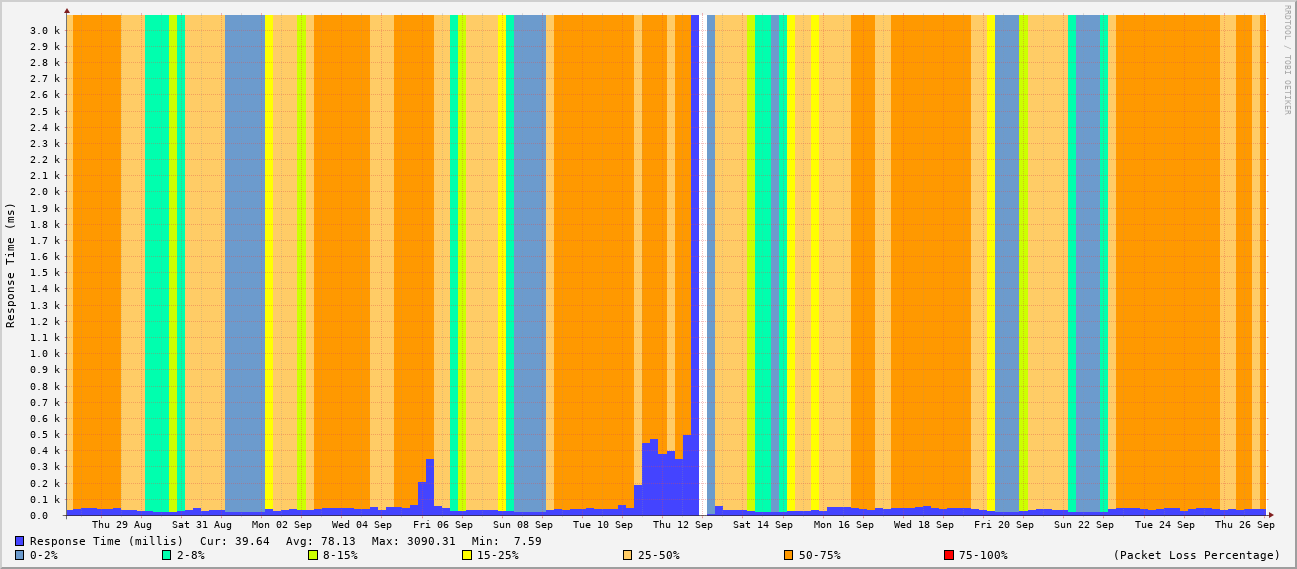 RRDTOOL / TOBI OETIKER
Response Time (ms)
3.0 k
2.9 k
2.8 k
2.7 k
2.6 k
2.5 k
2.4 k
2.3 k
2.2 k
2.1 k
2.0 k
1.9 k
1.8 k
1.7 k
1.6 k
1.5 k
1.4 k
1.3 k
1.2 k
1.1 k
1.0 k
0.9 k
0.8 k
0.7 k
0.6 k
0.5 k
0.4 k
0.3 k
0.2 k
0.1 k
0.0
Thu 29 Aug Sat 31 Aug Mon 02 Sep Wed 04 Sep Fri 06 Sep Sun 08 Sep Tue 10 Sep Thu 12 Sep Sat 14 Sep Mon 16 Sep Wed 18 Sep Fri 20 Sep Sun 22 Sep Tue 24 Sep Thu 26 Sep
Response Time (millis) Cur: 39.64 Avg: 78.13 Max: 3090.31 Min: 7.59
0-2% 2-8% 8-15% 15-25% 25-50% 50-75% 75-100% (Packet Loss Percentage)